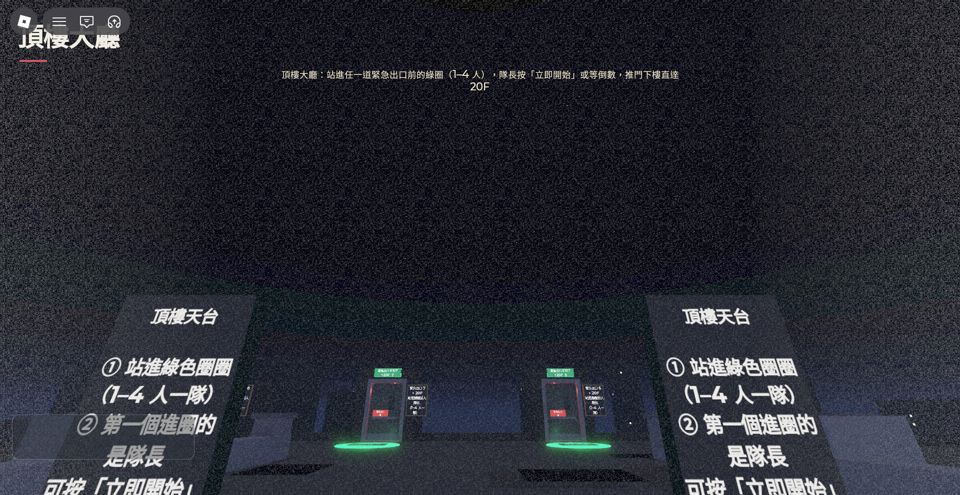 頂樓大廳
頂樓大廳：站進任一道緊急出口前的綠圈（1–4 人），隊長按「立即開始」或等倒數，推門下樓直達
20F
頂樓天台
① 站進綠色圈圈
（1–4 人一隊）
② 第一個進圈的
是隊長
可按「立即開始」
頂樓天台
① 站進綠色圈圈
（1–4 人一隊）
② 第一個進圈的
是隊長
可按「立即開始」